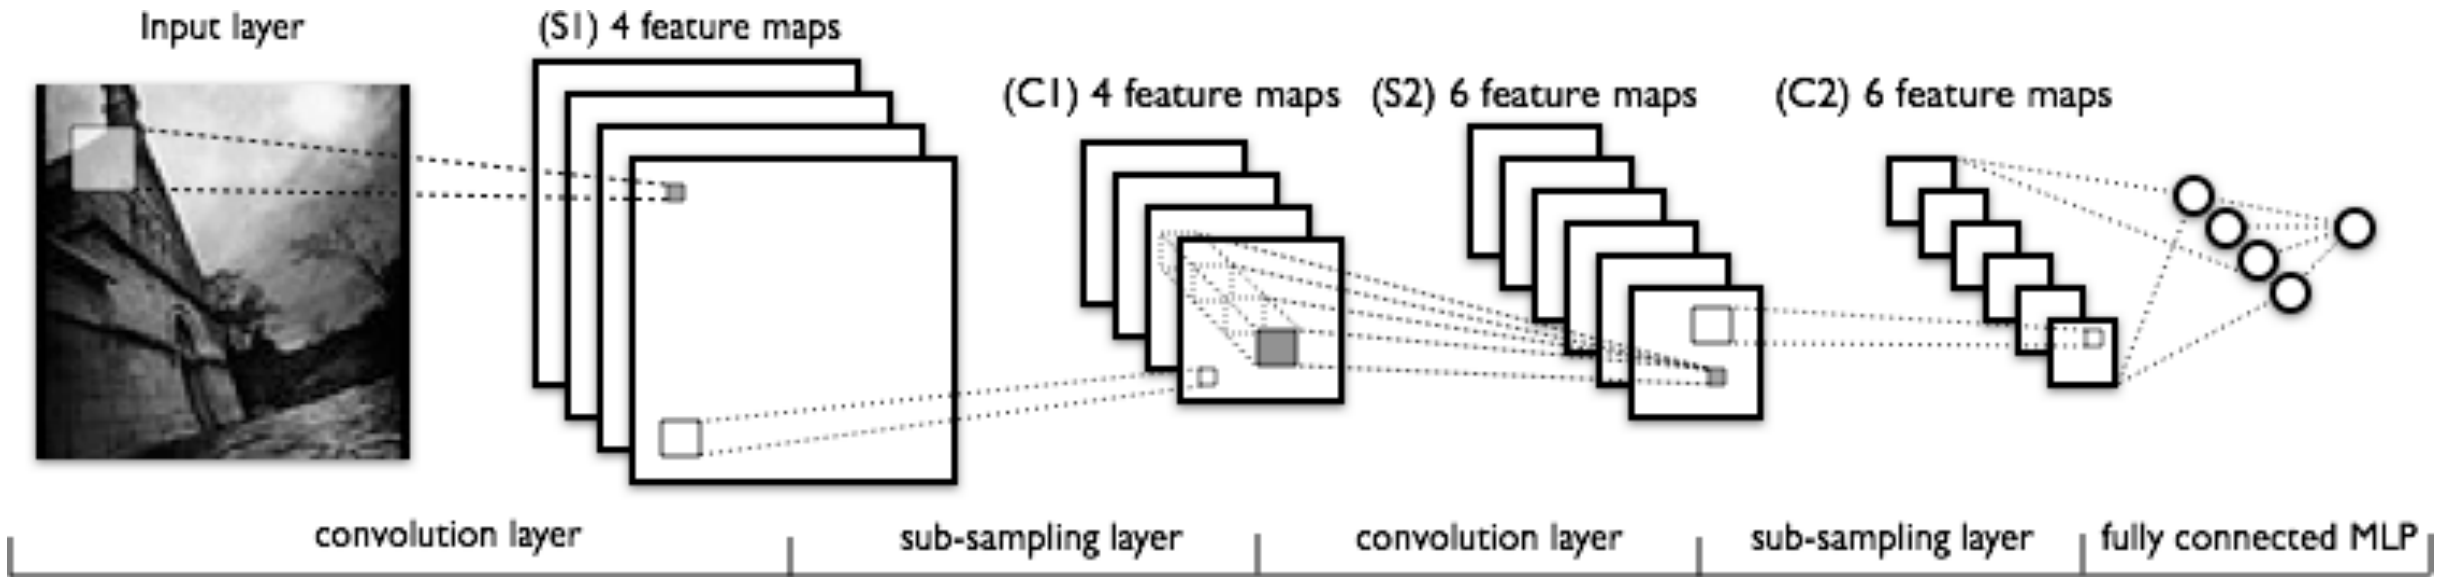 Input layer
(S1) 4 feature maps
(C1) 4 feature maps
(S2) 6 feature maps
(C2) 6 feature maps
convolution layer
sub-sampling layer
convolution layer
sub-sampling layer
fully connected MLP